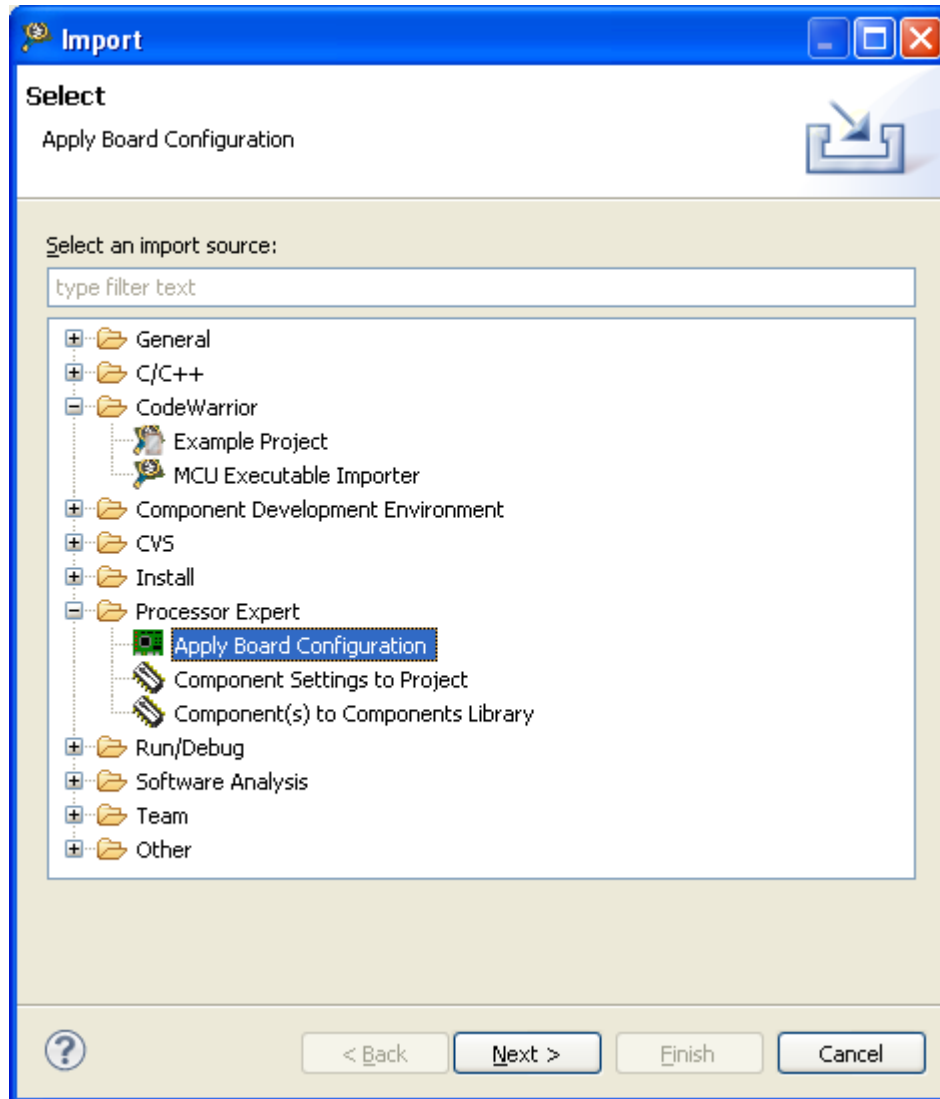 Import
Select
Apply Board Configuration
Select an import source:
type filter text
General
C/C++
CodeWarrior
Example Project
MCU Executable Importer
Component Development Environment
CVS
Install
Processor Expert
Apply Board Configuration
Component Settings to Project
Component(s) to Components Library
Run/Debug
Software Analysis
Team
Other
? < Back Next > Finish Cancel